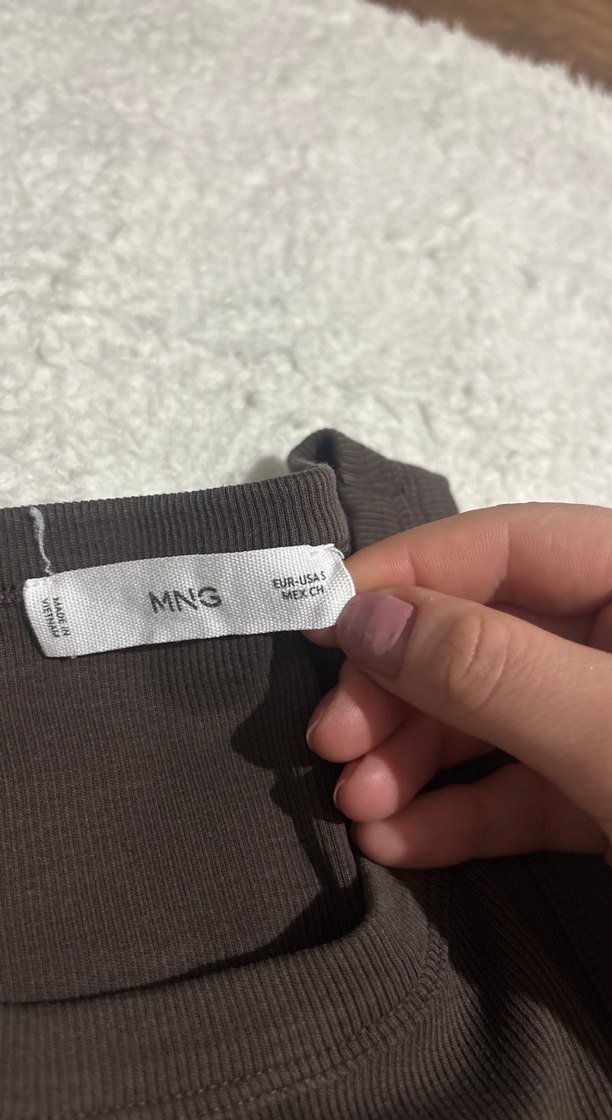 MADE IN
VIETNAM
MNG
EUR-USA S
MEX CH